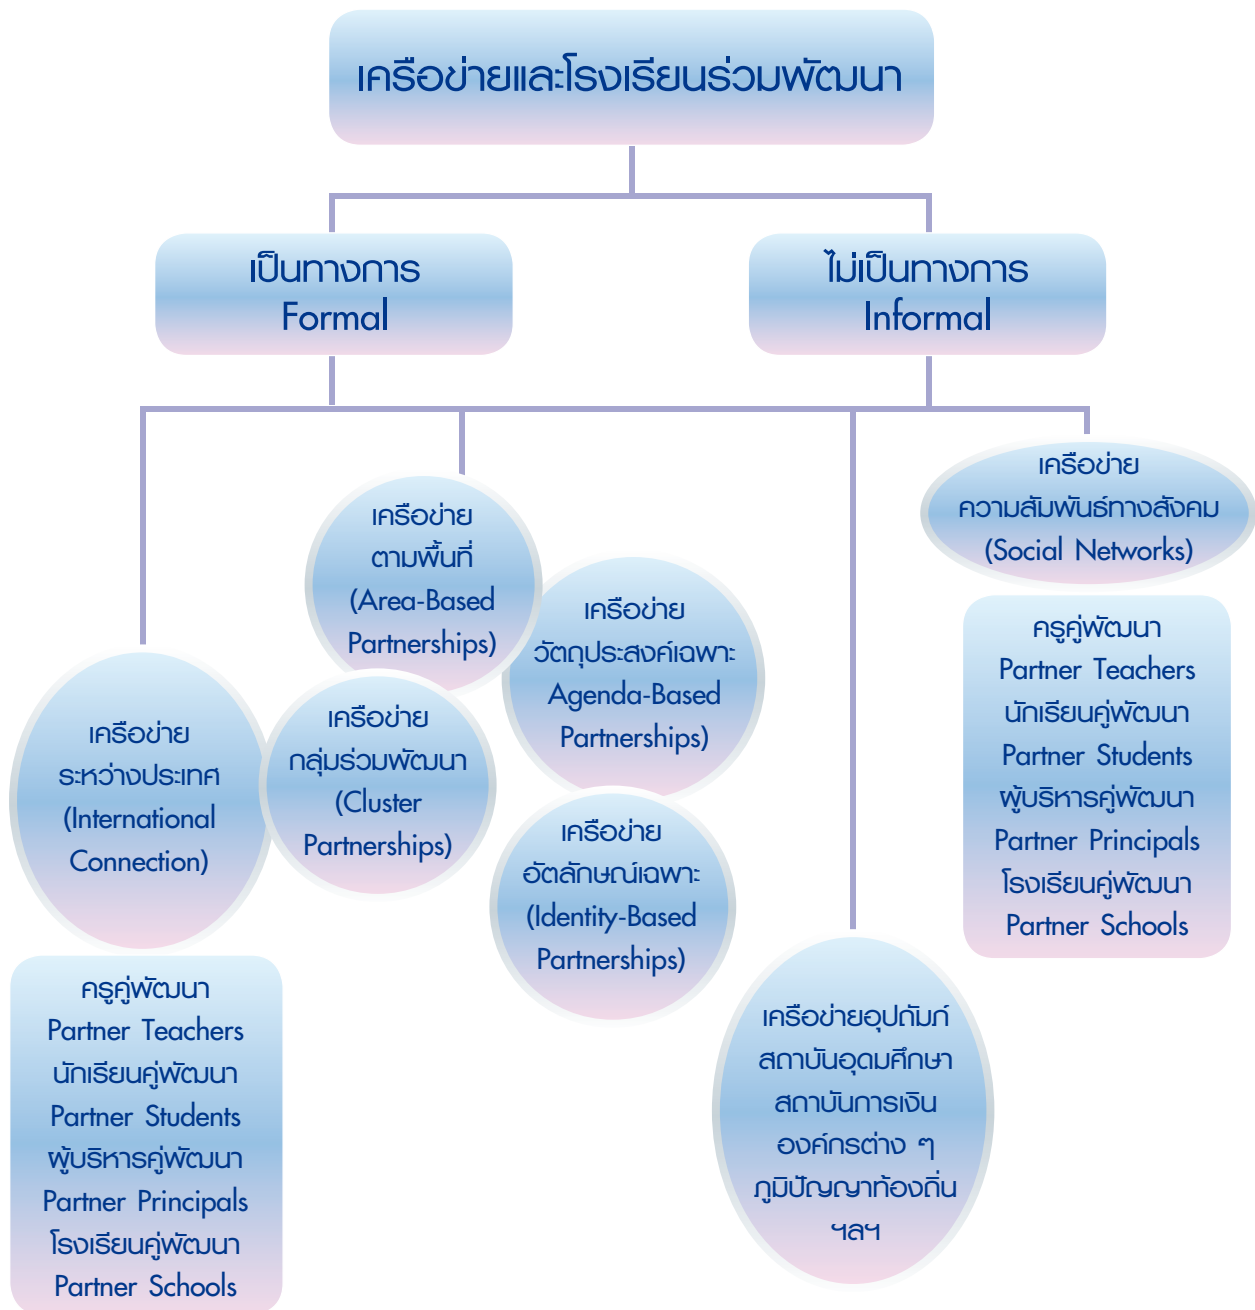 เครือข่ายและโรงเรียนร่วมพัฒนา
เป็นทางการ
Formal
ไม่เป็นทางการ
Informal
เครือข่าย
ระหว่างประเทศ
(International
Connection)
ครูคู่พัฒนา
Partner Teachers
นักเรียนคู่พัฒนา
Partner Students
ผู้บริหารคู่พัฒนา
Partner Principals
โรงเรียนคู่พัฒนา
Partner Schools
เครือข่าย
ตามพื้นที่
(Area-Based
Partnerships)
เครือข่าย
กลุ่มร่วมพัฒนา
(Cluster
Partnerships)
เครือข่าย
วัตถุประสงค์เฉพาะ
Agenda-Based
Partnerships)
เครือข่าย
อัตลักษณ์เฉพาะ
(Identity-Based
Partnerships)
เครือข่ายอุปถัมภ์
สถาบันอุดมศึกษา
สถาบันการเงิน
องค์กรต่าง ๆ
ภูมิปัญญาท้องถิ่น
ฯลฯ
เครือข่าย
ความสัมพันธ์ทางสังคม
(Social Networks)
ครูคู่พัฒนา
Partner Teachers
นักเรียนคู่พัฒนา
Partner Students
ผู้บริหารคู่พัฒนา
Partner Principals
โรงเรียนคู่พัฒนา
Partner Schools